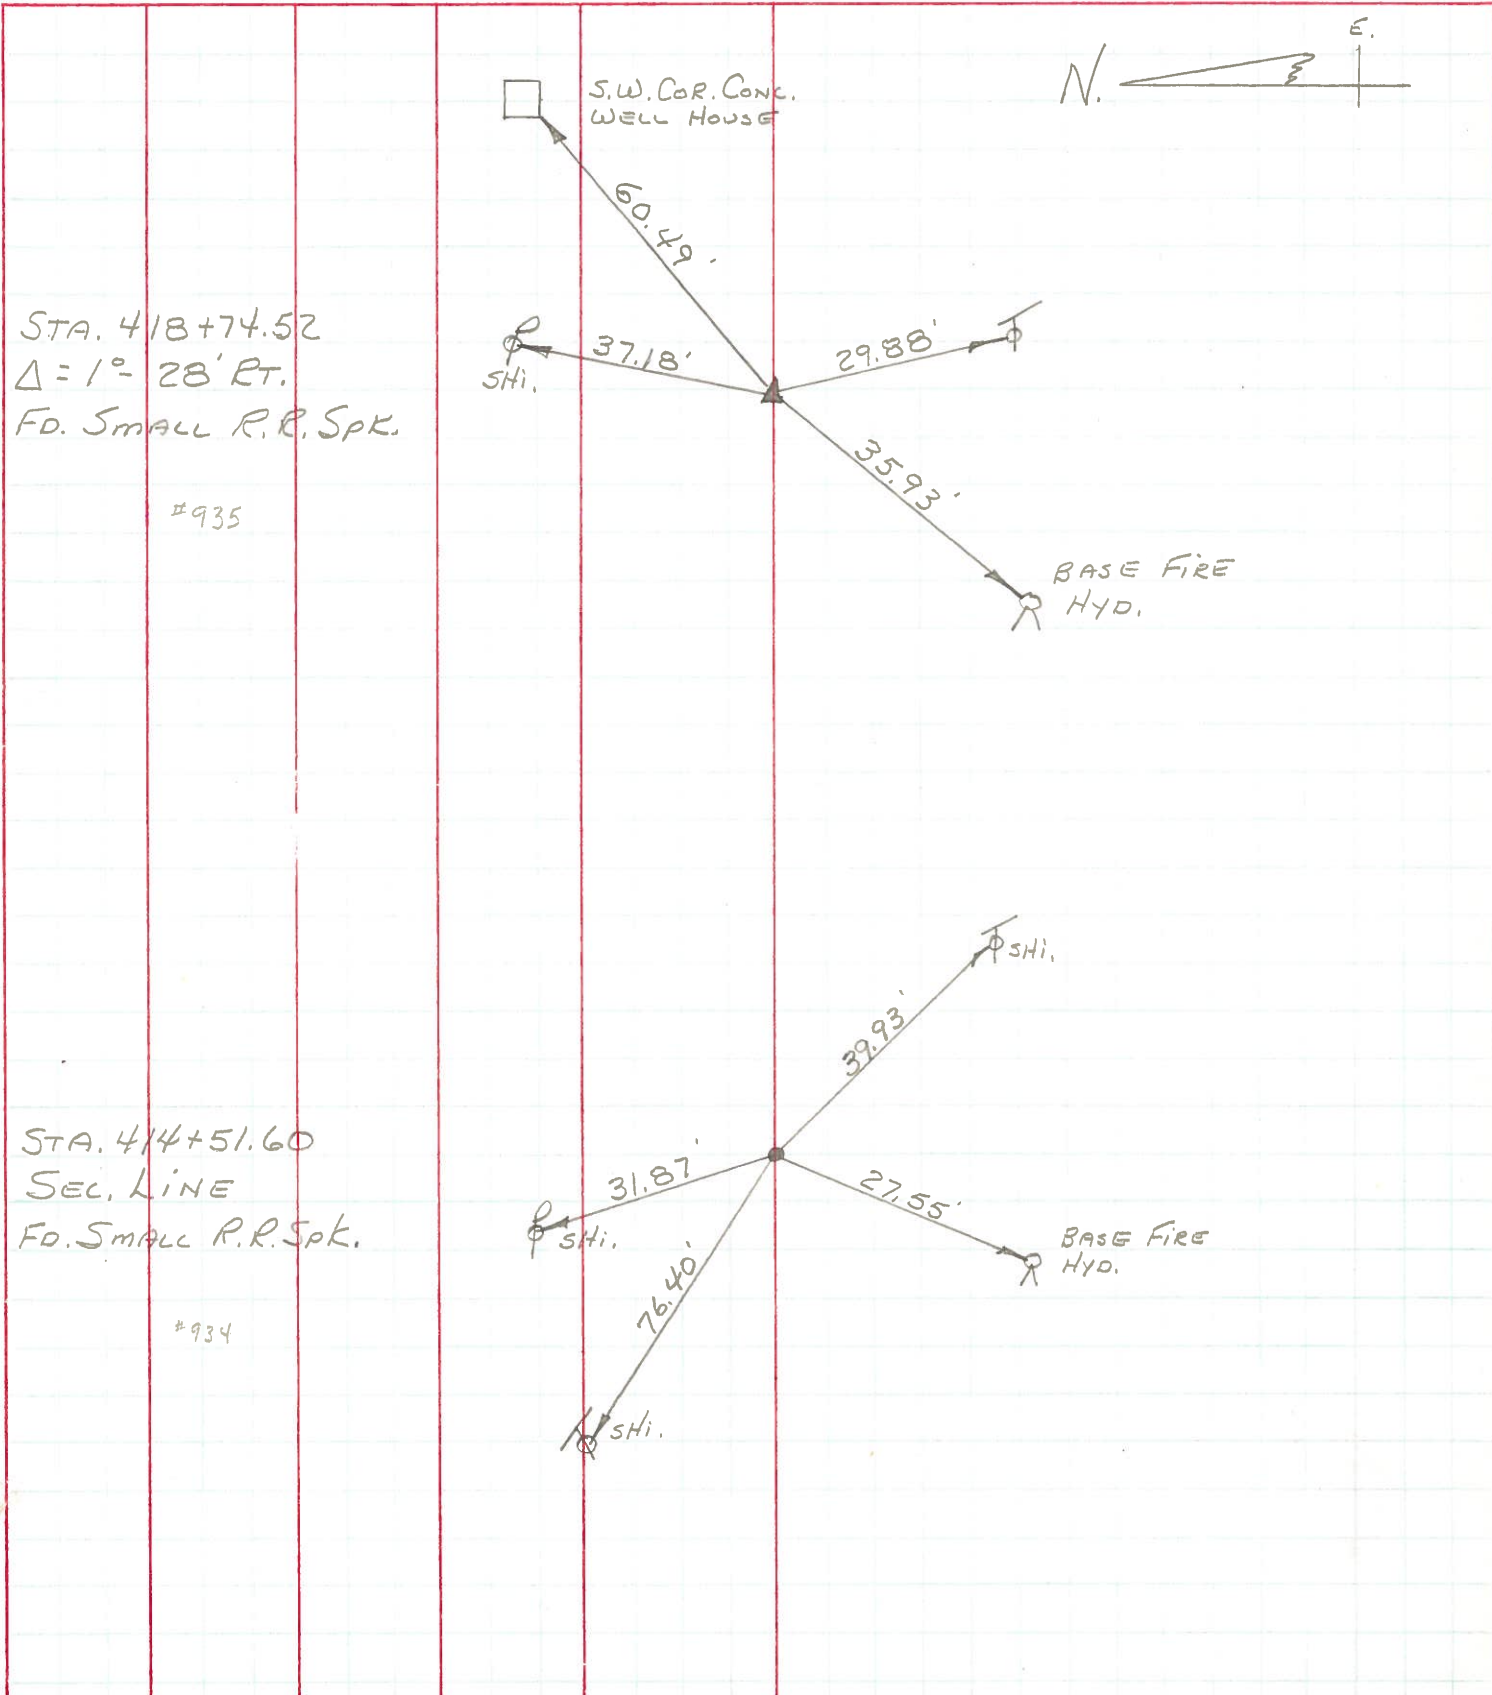 E.
N.
S.W. COR. CONC.
WELL HOUSE
60.49'
STA. 418+74.52
Δ = 1° 28' RT.
FD. SMALL R.R. SPK.
#935
37.18'
SHI.
29.88'
35.93'
BASE FIRE
HYD.
SHI.
39.93'
STA. 414+51.60
SEC. LINE
FD. SMALL R.R. SPK.
#934
31.87'
SHI.
27.55'
BASE FIRE
HYD.
76.40'
SHI.